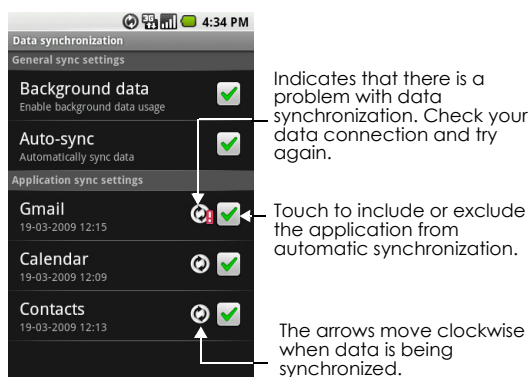 3G
4:34 PM
Data synchronization
General sync settings
Background data
Enable background data usage
Auto-sync
Automatically sync data
Application sync settings
Gmail
19-03-2009 12:15
Calendar
19-03-2009 12:09
Contacts
19-03-2009 12:13
Indicates that there is a
problem with data
synchronization. Check your
data connection and try
again.
Touch to include or exclude
the application from
automatic synchronization.
The arrows move clockwise
when data is being
synchronized.